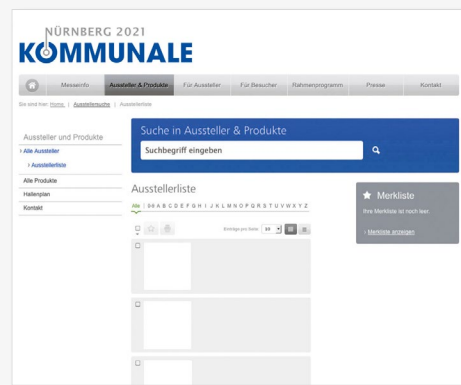 NÜRNBERG 2021
KOMMUNALE
Messeinfo Aussteller & Produkte Für Aussteller Für Besucher Rahmenprogramm Presse Kontakt
Sie sind hier: Home | Ausstellersuche | Ausstellerliste
Aussteller und Produkte
› Alle Aussteller
› Ausstellerliste
Alle Produkte
Hallenplan
Kontakt
Suche in Aussteller & Produkte
Suchbegriff eingeben
Ausstellerliste
Alle | 0-9 A B C D E F G H I J K L M N O P Q R S T U V W X Y Z
Einträge pro Seite:
Merkliste
Ihre Merkliste ist noch leer.
› Merkliste anzeigen